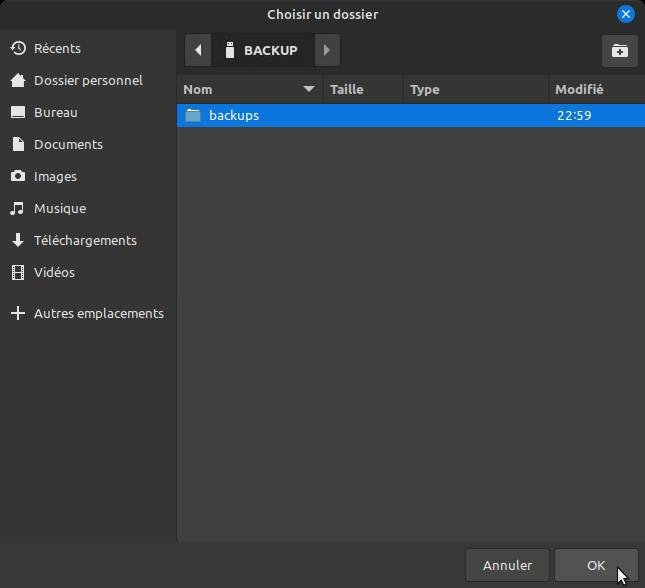 Choisir un dossier
Récents
Dossier personnel
Bureau
Documents
Images
Musique
Téléchargements
Vidéos
Autres emplacements
BACKUP
Nom Taille Type Modifié
backups 22:59
Annuler OK